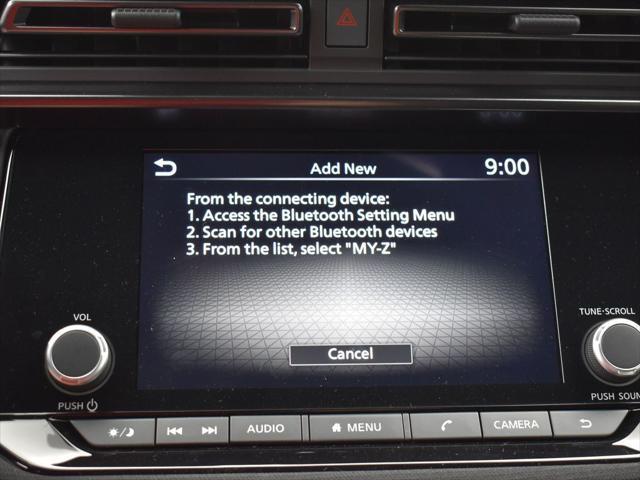 Add New
9:00
From the connecting device:
1. Access the Bluetooth Setting Menu
2. Scan for other Bluetooth devices
3. From the list, select "MY-Z"
Cancel
VOL
PUSH
TUNE·SCROLL
PUSH SOUN
AUDIO
MENU
CAMERA